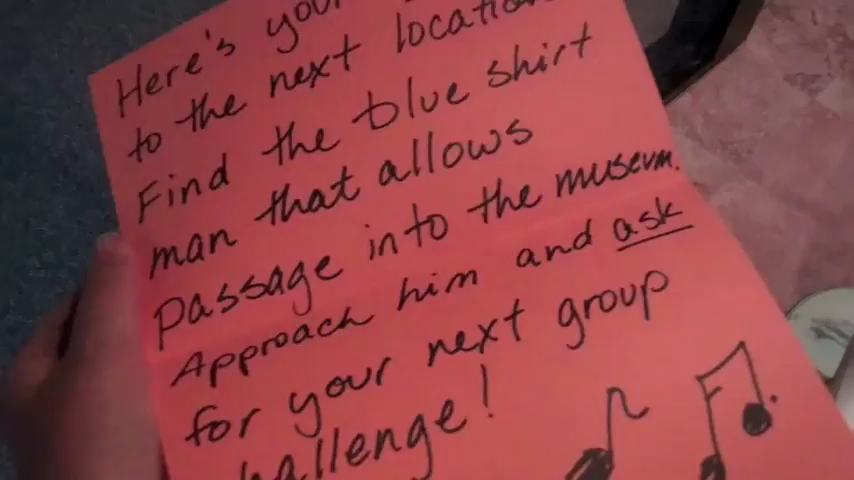 Here's your
to the next location
Find the blue shirt
man that allows
passage into the museum.
Approach him and ask
for your next group
challenge!